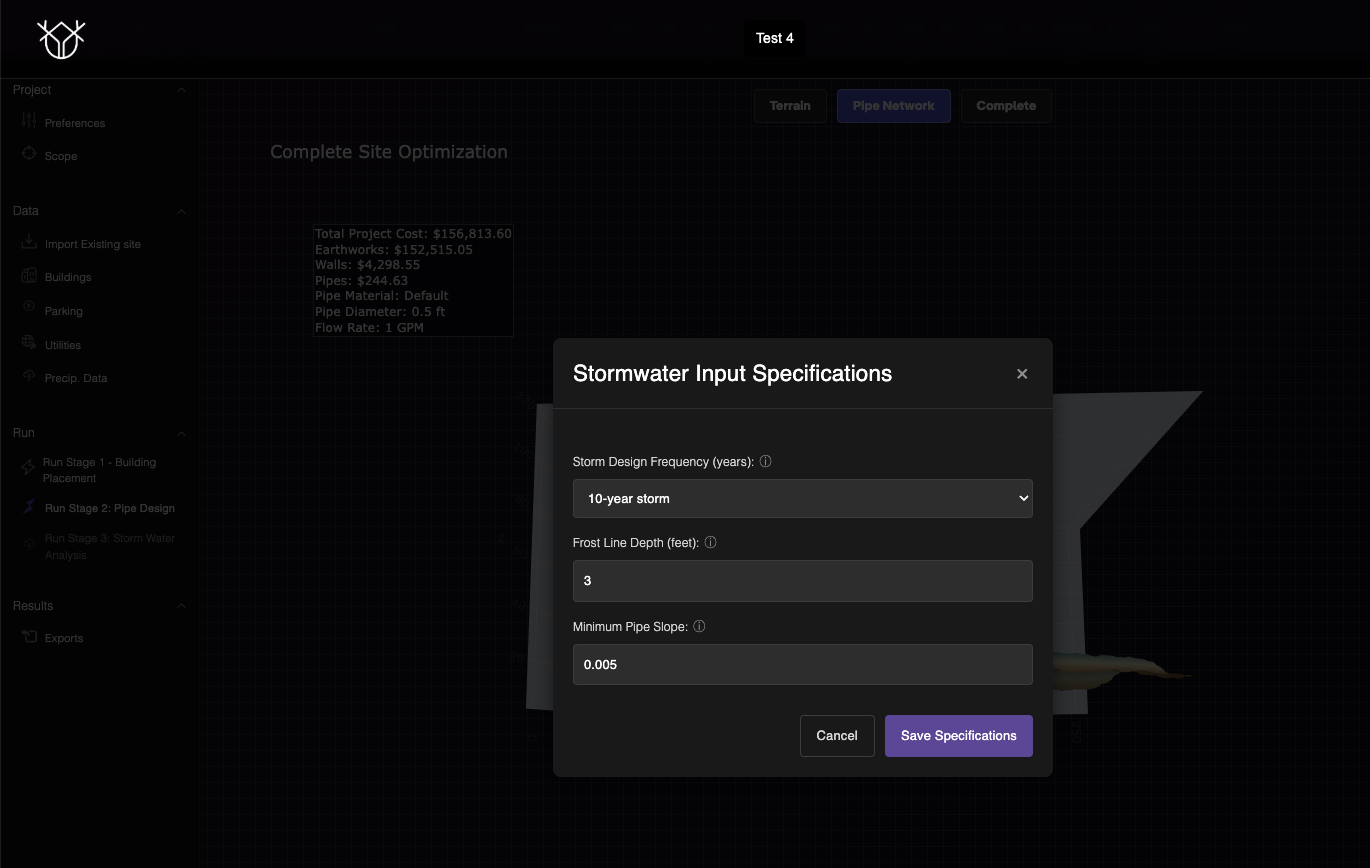 Test 4
Project
Preferences
Scope
Data
Import Existing site
Buildings
Parking
Utilities
Precip. Data
Run
Run Stage 1 - Building
Placement
Run Stage 2: Pipe Design
Run Stage 3: Storm Water
Analysis
Results
Exports
Terrain
Pipe Network
Complete
Complete Site Optimization
Total Project Cost: $156,813.60
Earthworks: $152,515.05
Walls: $4,298.55
Pipes: $244.63
Pipe Material: Default
Pipe Diameter: 0.5 ft
Flow Rate: 1 GPM
Stormwater Input Specifications
×
Storm Design Frequency (years): ⓘ
10-year storm
Frost Line Depth (feet): ⓘ
3
Minimum Pipe Slope: ⓘ
0.005
Cancel
Save Specifications